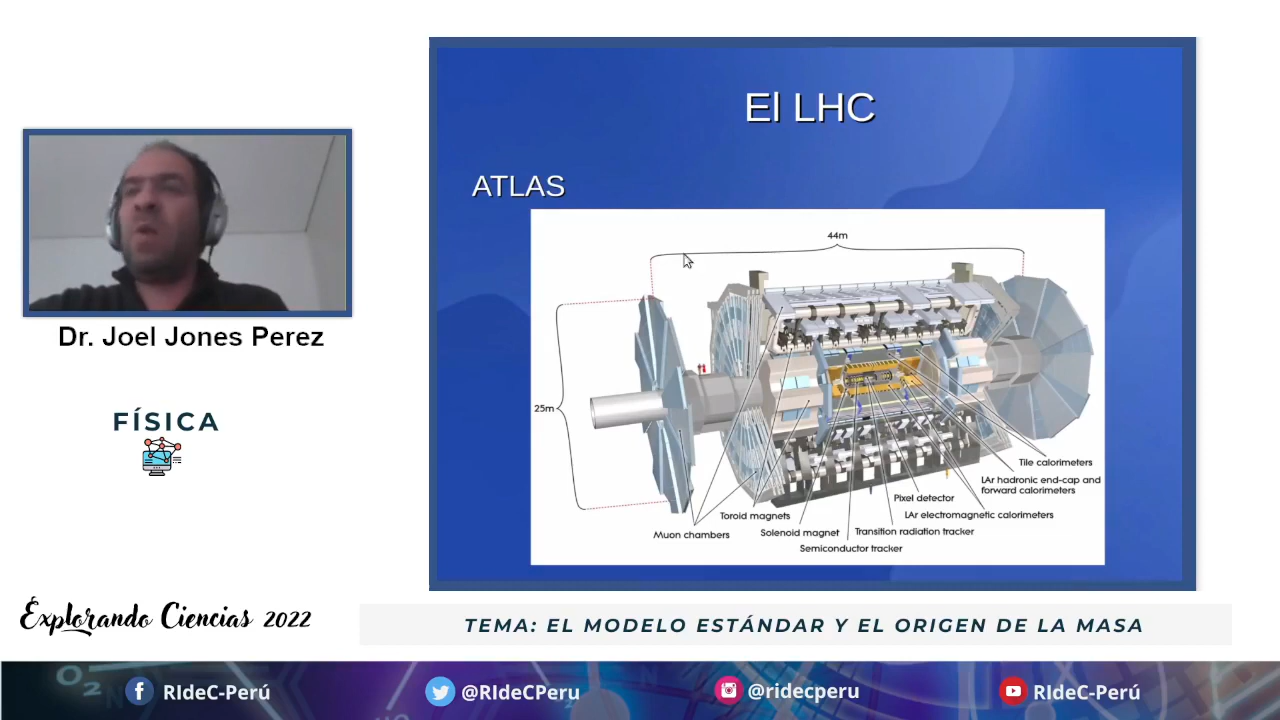 El LHC
ATLAS
44m
25m
Tile calorimeters
LAr hadronic end-cap and
forward calorimeters
Pixel detector
LAr electromagnetic calorimeters
Toroid magnets
Solenoid magnet
Transition radiation tracker
Muon chambers
Semiconductor tracker
Dr. Joel Jones Perez
FÍSICA
Explorando Ciencias 2022
TEMA: EL MODELO ESTÁNDAR Y EL ORIGEN DE LA MASA
O2
RIdeC-Perú
@RIdeCPeru
@ridecperu
RIdeC-Perú